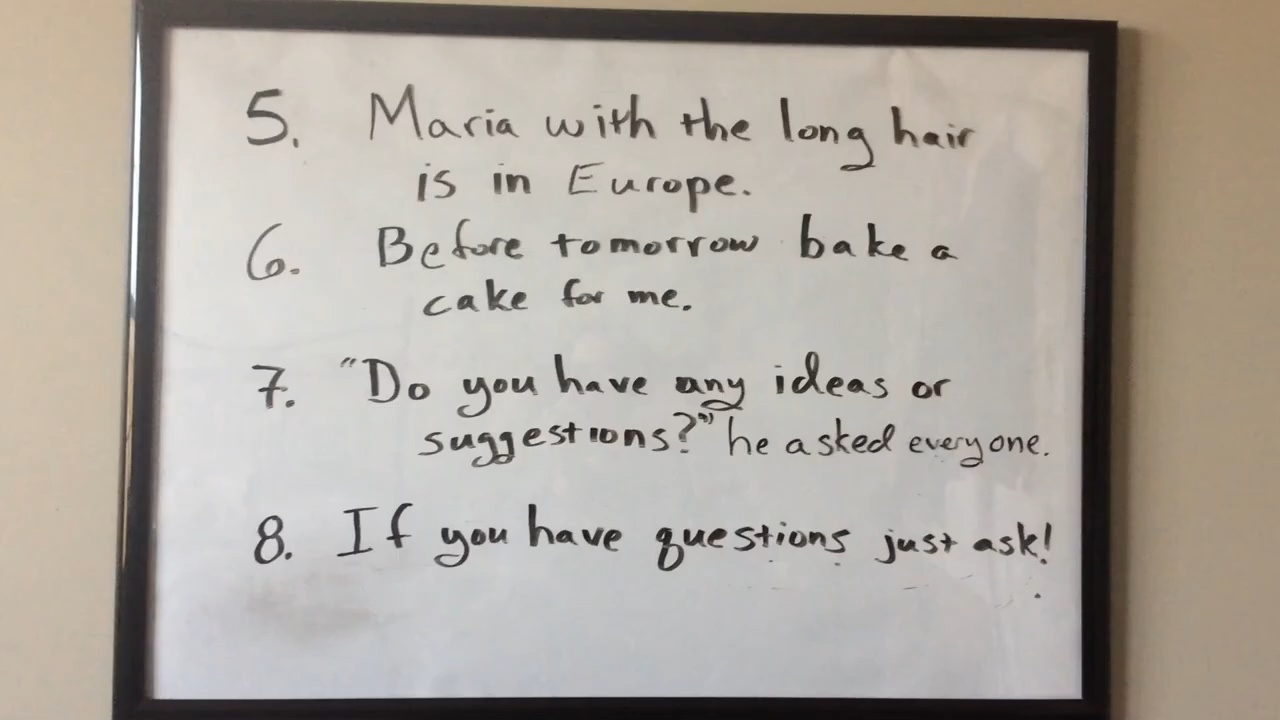 5. Maria with the long hair
is in Europe.
6. Before tomorrow bake a
cake for me.
7. "Do you have any ideas or
suggestions?" he asked everyone.
8. If you have questions just ask!